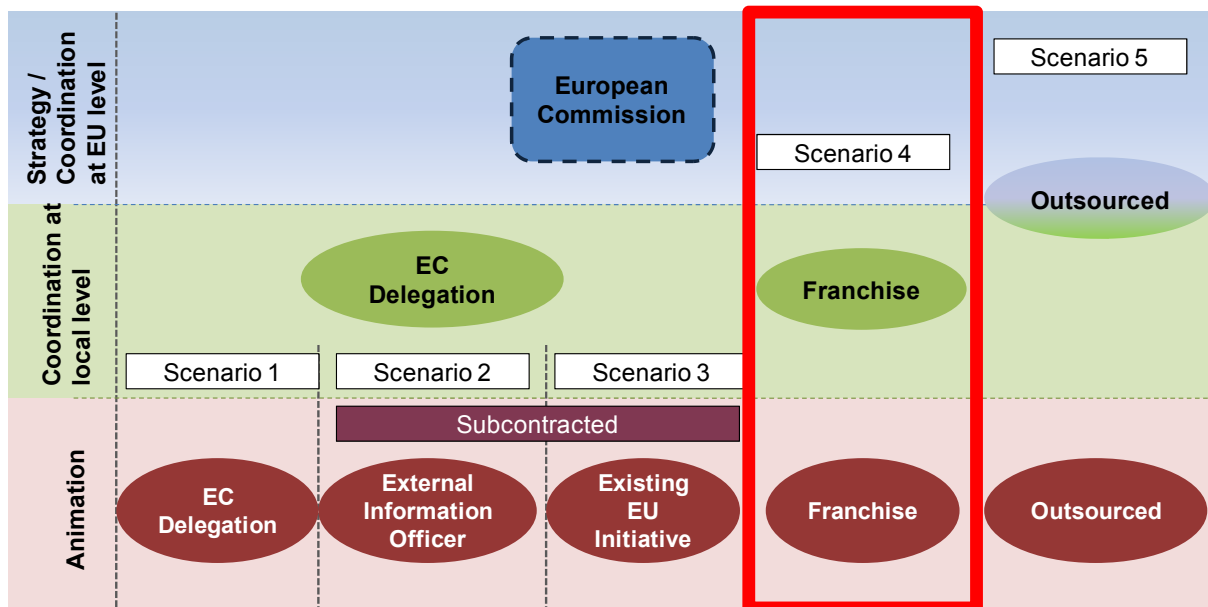 Strategy /
Coordination
at EU level
European
Commission
Scenario 5
Scenario 4
Outsourced
Coordination at
local level
EC
Delegation
Franchise
Scenario 1
Scenario 2
Scenario 3
Subcontracted
Animation
EC
Delegation
External
Information
Officer
Existing
EU
Initiative
Franchise
Outsourced